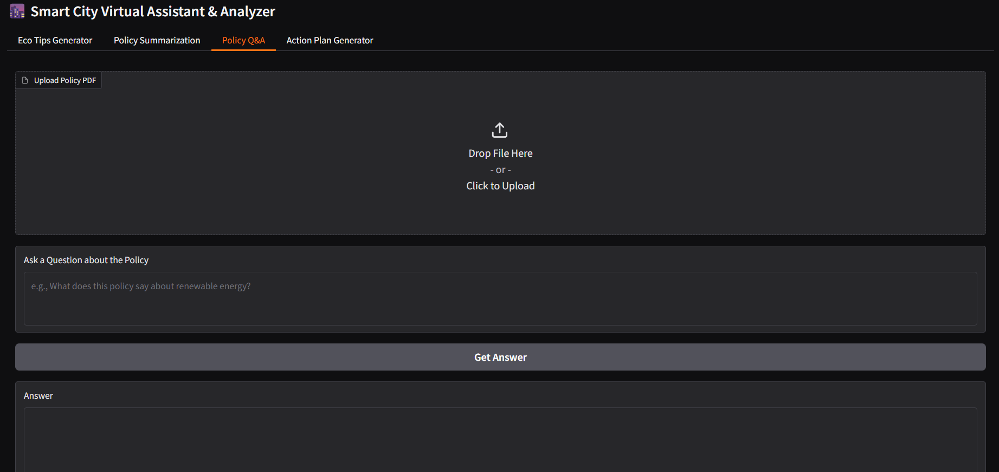 Smart City Virtual Assistant & Analyzer
Eco Tips Generator
Policy Summarization
Policy Q&A
Action Plan Generator
Upload Policy PDF
Drop File Here
- or -
Click to Upload
Ask a Question about the Policy
e.g., What does this policy say about renewable energy?
Get Answer
Answer